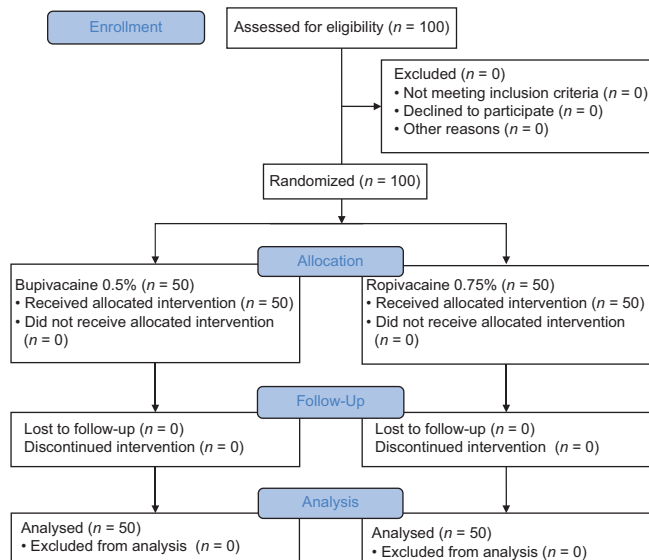 Enrollment
Assessed for eligibility (n = 100)
Excluded (n = 0)
• Not meeting inclusion criteria (n = 0)
• Declined to participate (n = 0)
• Other reasons (n = 0)
Randomized (n = 100)
Allocation
Bupivacaine 0.5% (n = 50)
• Received allocated intervention (n = 50)
• Did not receive allocated intervention
(n = 0)
Ropivacaine 0.75% (n = 50)
• Received allocated intervention (n = 50)
• Did not receive allocated intervention
(n = 0)
Follow-Up
Lost to follow-up (n = 0)
Discontinued intervention (n = 0)
Lost to follow-up (n = 0)
Discontinued intervention (n = 0)
Analysis
Analysed (n = 50)
• Excluded from analysis (n = 0)
Analysed (n = 50)
• Excluded from analysis (n = 0)